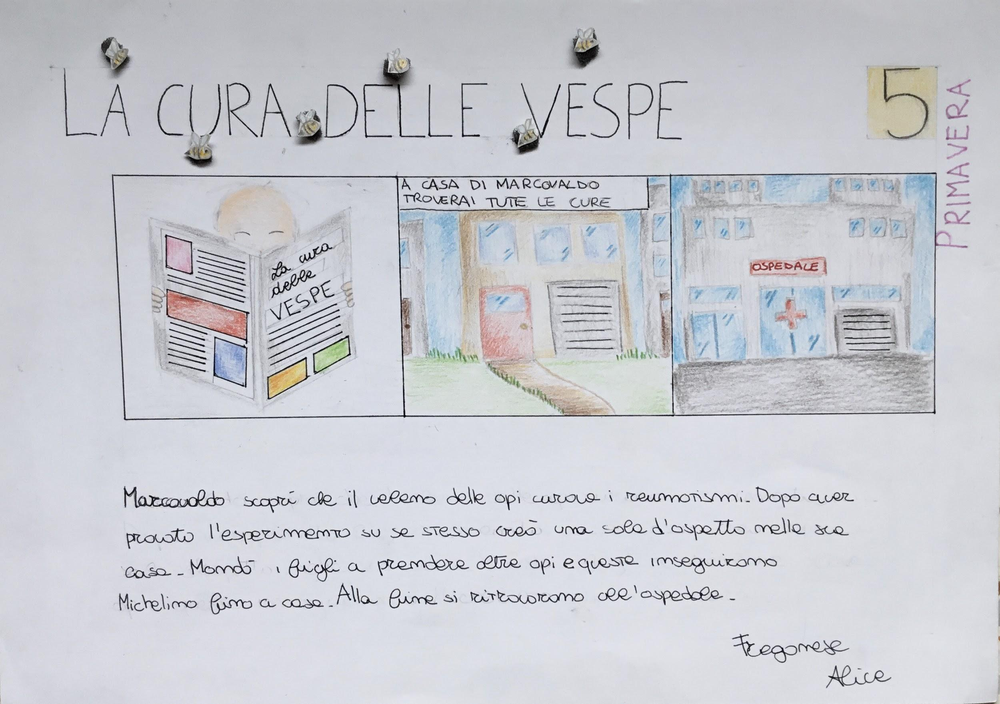 LA CURA DELLE VESPE
5
PRIMAVERA
La cura
delle
VESPE
A CASA DI MARCOVALDO
TROVERAI TUTE LE CURE
OSPEDALE
Marcovaldo scoprí che il veleno delle api curava i reumatismi. Dopo aver
provato l'esperimento su se stesso creò una sala d'aspetto nella sua
casa. Mandò i figli a prendere altre api e queste inseguirono
Michelino fino a casa. Alla fine si ritrovarono all'ospedale.
Fregonese
Alice